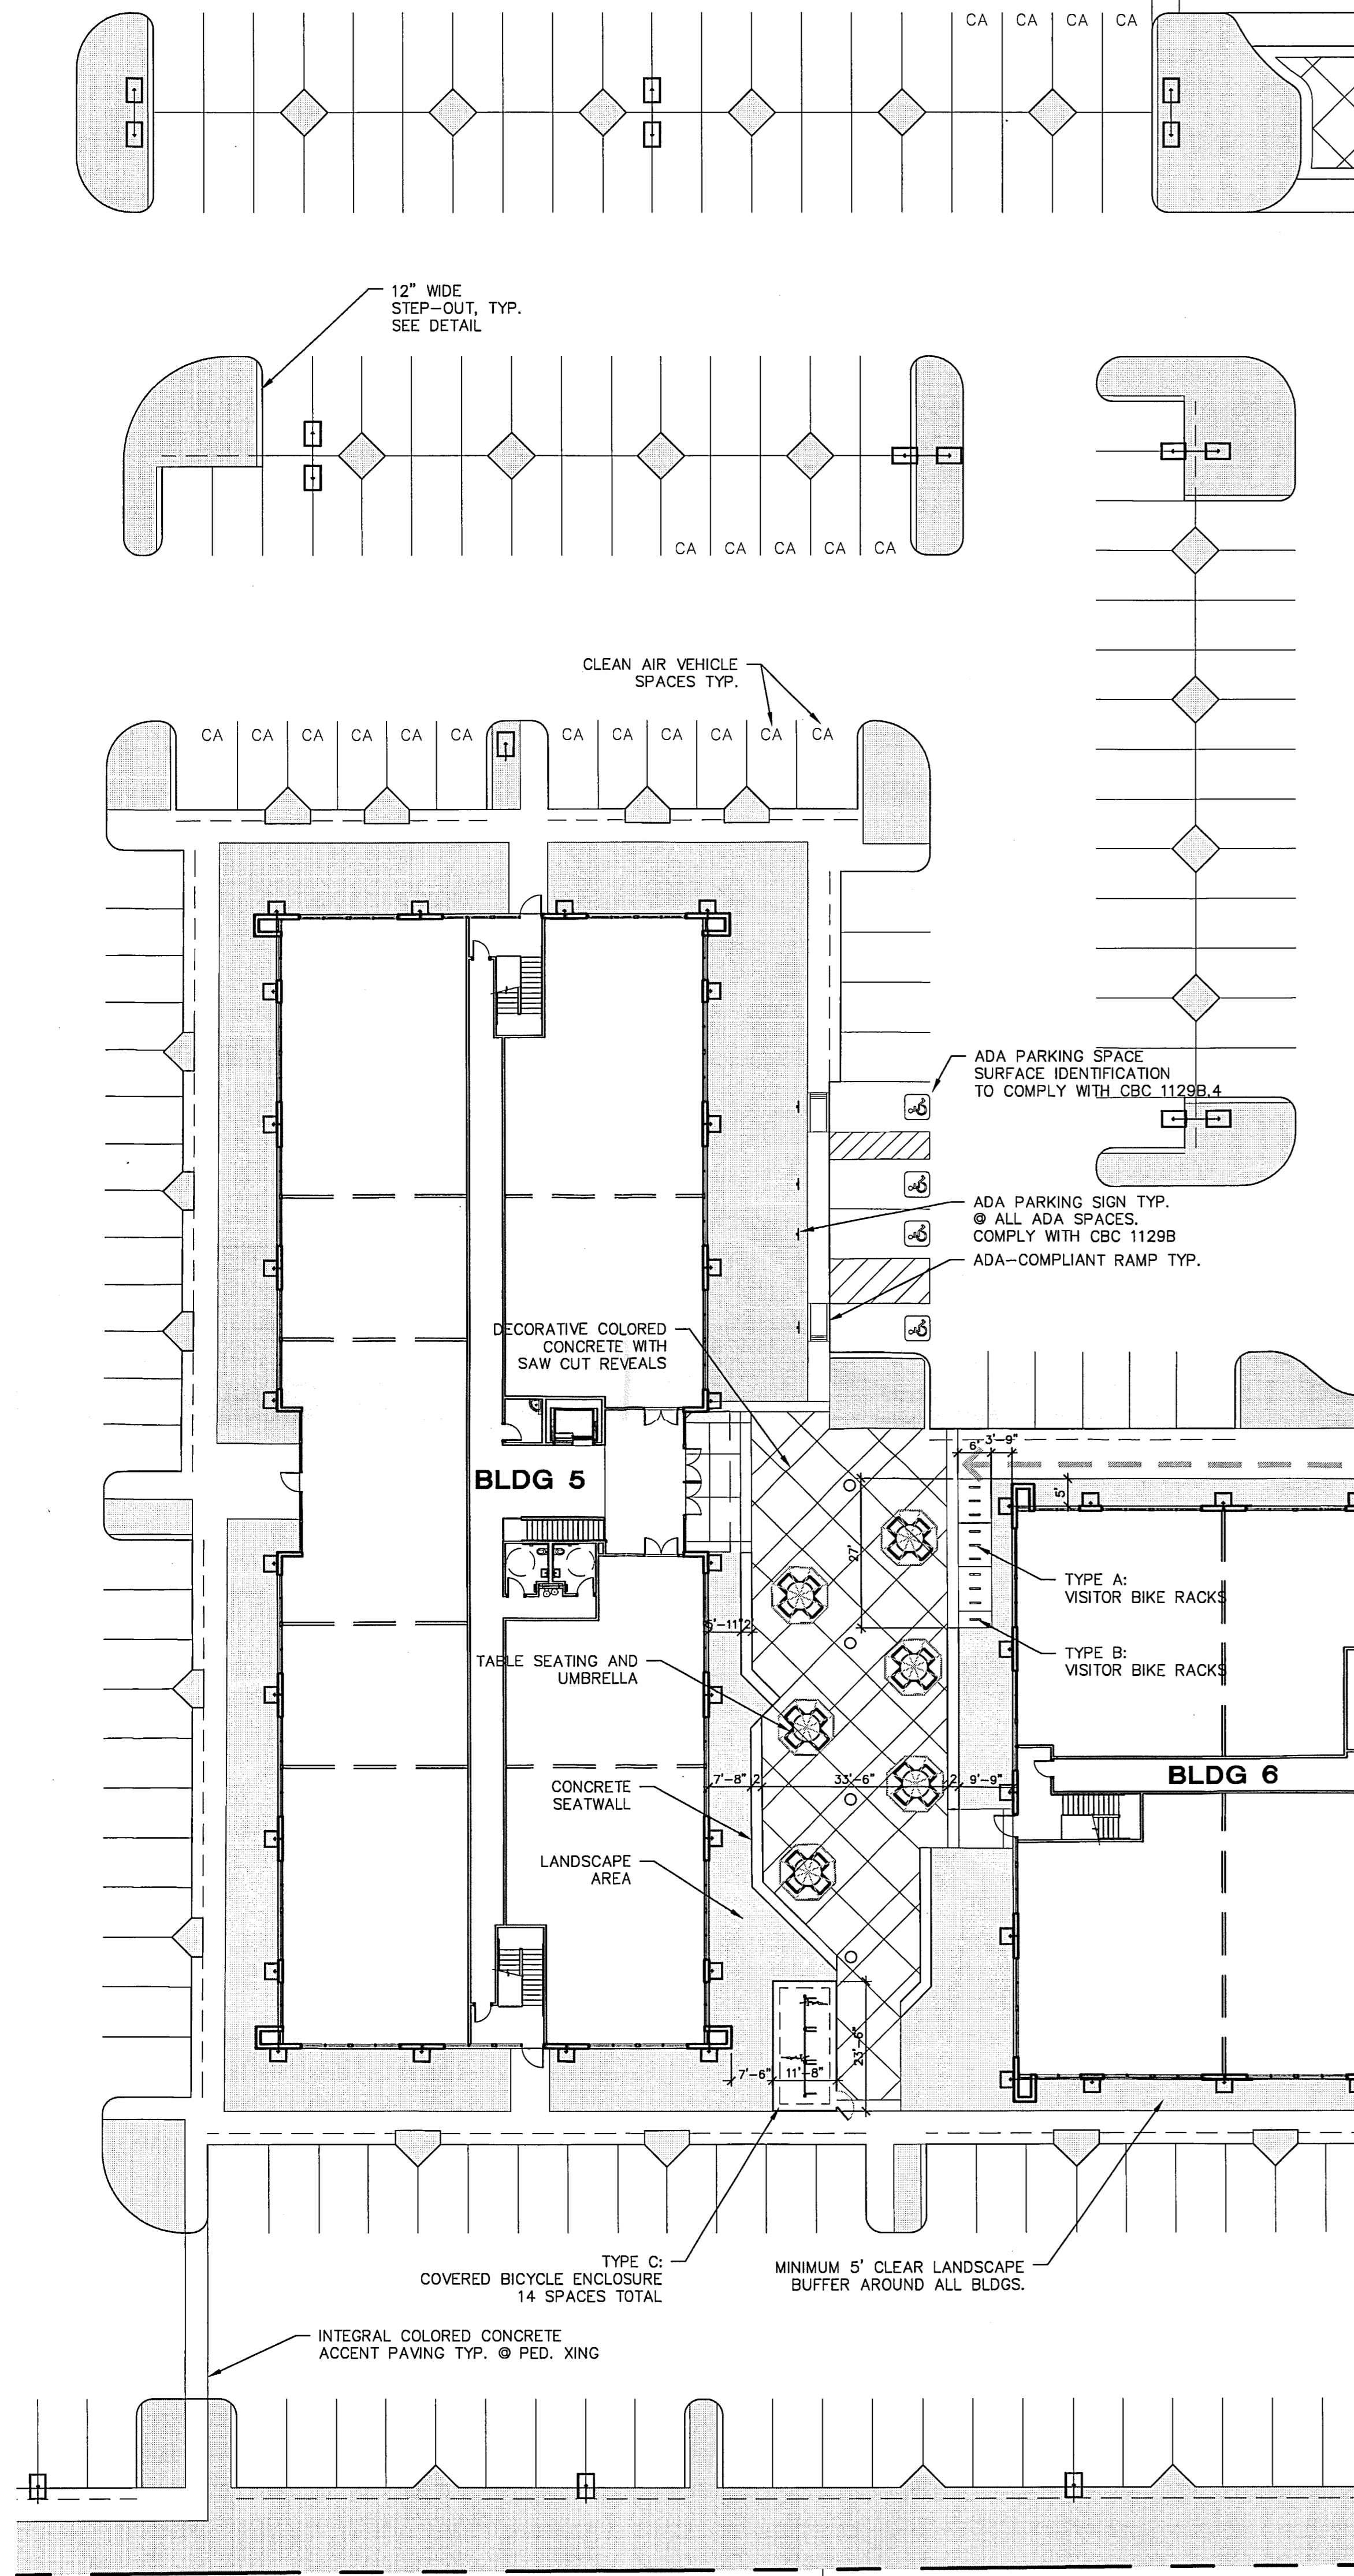 CA CA CA CA
12" WIDE
STEP-OUT, TYP.
SEE DETAIL
CA CA CA CA CA
CLEAN AIR VEHICLE
SPACES TYP.
CA CA CA CA CA CA CA CA CA CA CA CA
ADA PARKING SPACE
SURFACE IDENTIFICATION
TO COMPLY WITH CBC 1129B.4
ADA PARKING SIGN TYP.
@ ALL ADA SPACES.
COMPLY WITH CBC 1129B
ADA-COMPLIANT RAMP TYP.
DECORATIVE COLORED
CONCRETE WITH
SAW CUT REVEALS
6' 3'-9"
BLDG 5
5'
27'
TYPE A:
VISITOR BIKE RACKS
5'-11" 2'
TYPE B:
VISITOR BIKE RACKS
TABLE SEATING AND
UMBRELLA
BLDG 6
7'-8" 2' 33'-6" 2' 9'-9"
CONCRETE
SEATWALL
LANDSCAPE
AREA
23'-6"
7'-6" 11'-8"
TYPE C:
COVERED BICYCLE ENCLOSURE
14 SPACES TOTAL
MINIMUM 5' CLEAR LANDSCAPE
BUFFER AROUND ALL BLDGS.
INTEGRAL COLORED CONCRETE
ACCENT PAVING TYP. @ PED. XING